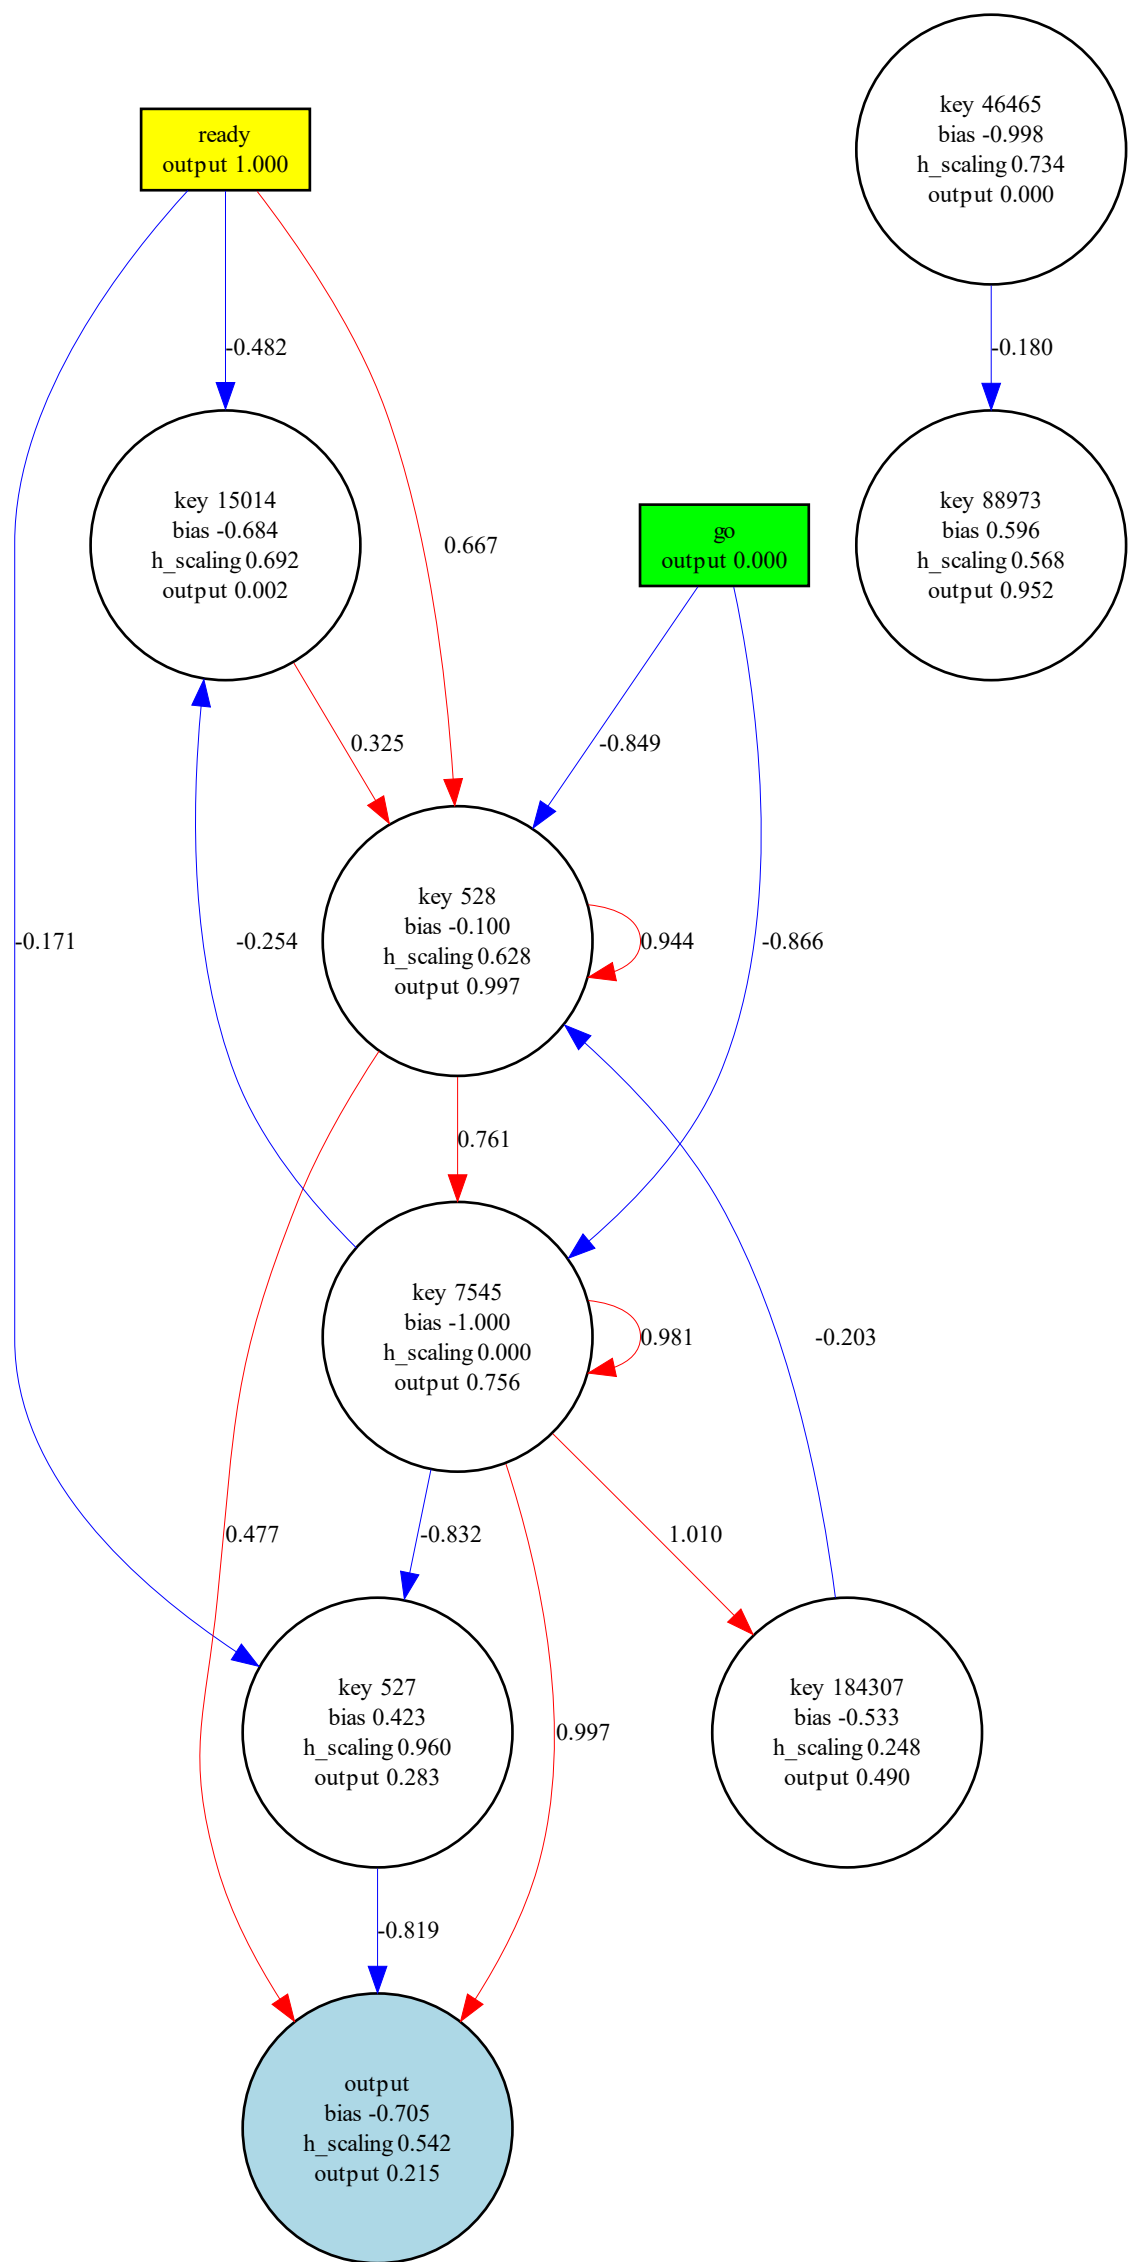 key 46465
bias -0.998
h_scaling 0.734
output 0.000
ready
output 1.000
-0.482
-0.180
key 15014
bias -0.684
h_scaling 0.692
output 0.002
0.667
go
output 0.000
key 88973
bias 0.596
h_scaling 0.568
output 0.952
0.325
-0.849
-0.171
-0.254
key 528
bias -0.100
h_scaling 0.628
output 0.997
0.944
-0.866
0.761
key 7545
bias -1.000
h_scaling 0.000
output 0.756
0.981
-0.203
0.477
-0.832
1.010
key 527
bias 0.423
h_scaling 0.960
output 0.283
0.997
key 184307
bias -0.533
h_scaling 0.248
output 0.490
-0.819
output
bias -0.705
h_scaling 0.542
output 0.215